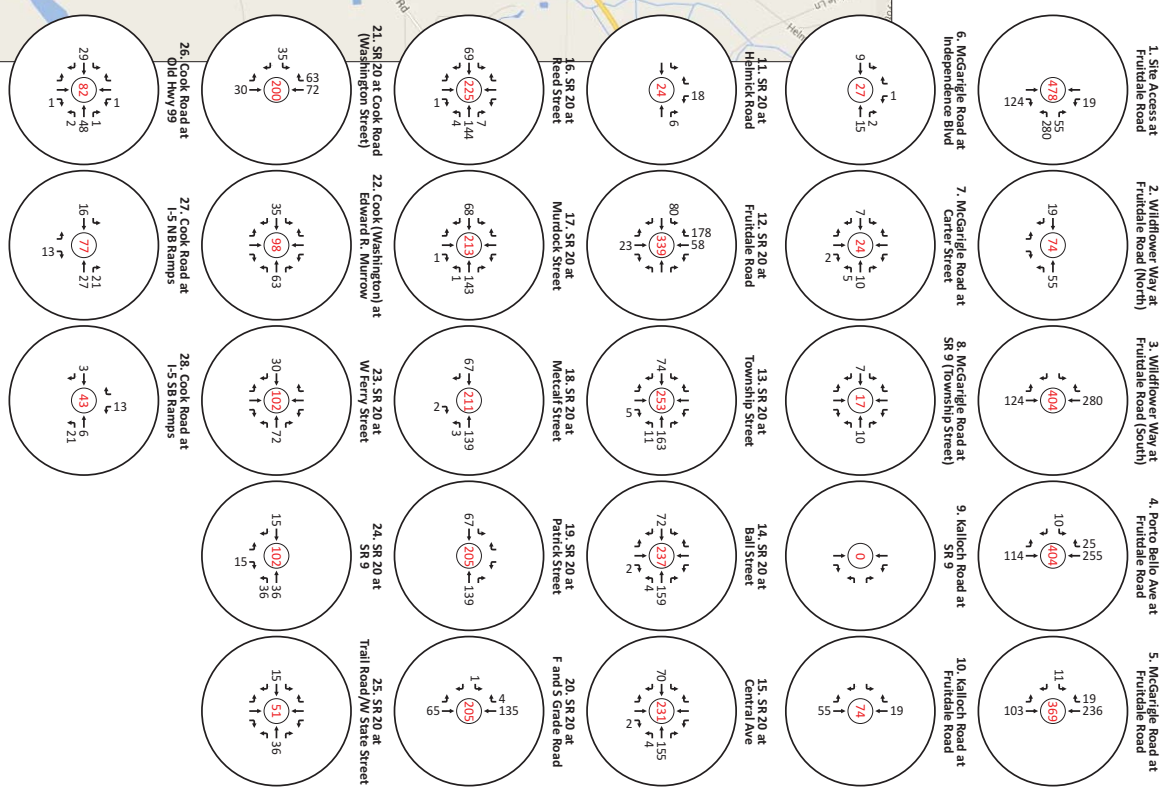 Rd
1. Site Access at
Fruitdale Road
478
19
55
280
124
2. Wildflower Way at
Fruitdale Road (North)
19
74
55
3. Wildflower Way at
Fruitdale Road (South)
280
404
124
4. Porto Bello Ave at
Fruitdale Road
10
25
255
404
114
5. McGarigle Road at
Fruitdale Road
11
19
236
369
103
6. McGarigle Road at
Independence Blvd
9
1
27
2
15
7. McGarigle Road at
Carter Street
7
24
10
5
2
8. McGarigle Road at
SR 9 (Township Street)
7
17
10
9. Kalloch Road at
SR 9
0
10. Kalloch Road at
Fruitdale Road
19
74
55
11. SR 20 at
Helmick Road
18
24
6
12. SR 20 at
Fruitdale Road
80
178
58
339
23
13. SR 20 at
Township Street
74
253
163
11
5
14. SR 20 at
Ball Street
72
237
159
4
2
15. SR 20 at
Central Ave
70
231
155
4
2
16. SR 20 at
Reed Street
69
225
7
144
4
1
17. SR 20 at
Murdock Street
68
213
143
1
1
18. SR 20 at
Metcalf Street
67
211
139
3
2
19. SR 20 at
Patrick Street
67
205
139
20. SR 20 at
F and S Grade Road
1
4
135
205
65
21. SR 20 at Cook Road
(Washington Street)
35
63
72
200
30
22. Cook (Washington) at
Edward R. Murrow
35
98
63
23. SR 20 at
W Ferry Street
30
102
72
24. SR 20 at
SR 9
15
102
36
36
15
25. SR 20 at
Trail Road/W State Street
15
51
36
26. Cook Road at
Old Hwy 99
29
1
82
1
48
2
1
27. Cook Road at
I-5 NB Ramps
16
77
21
27
13
28. Cook Road at
I-5 SB Ramps
3
13
43
6
21